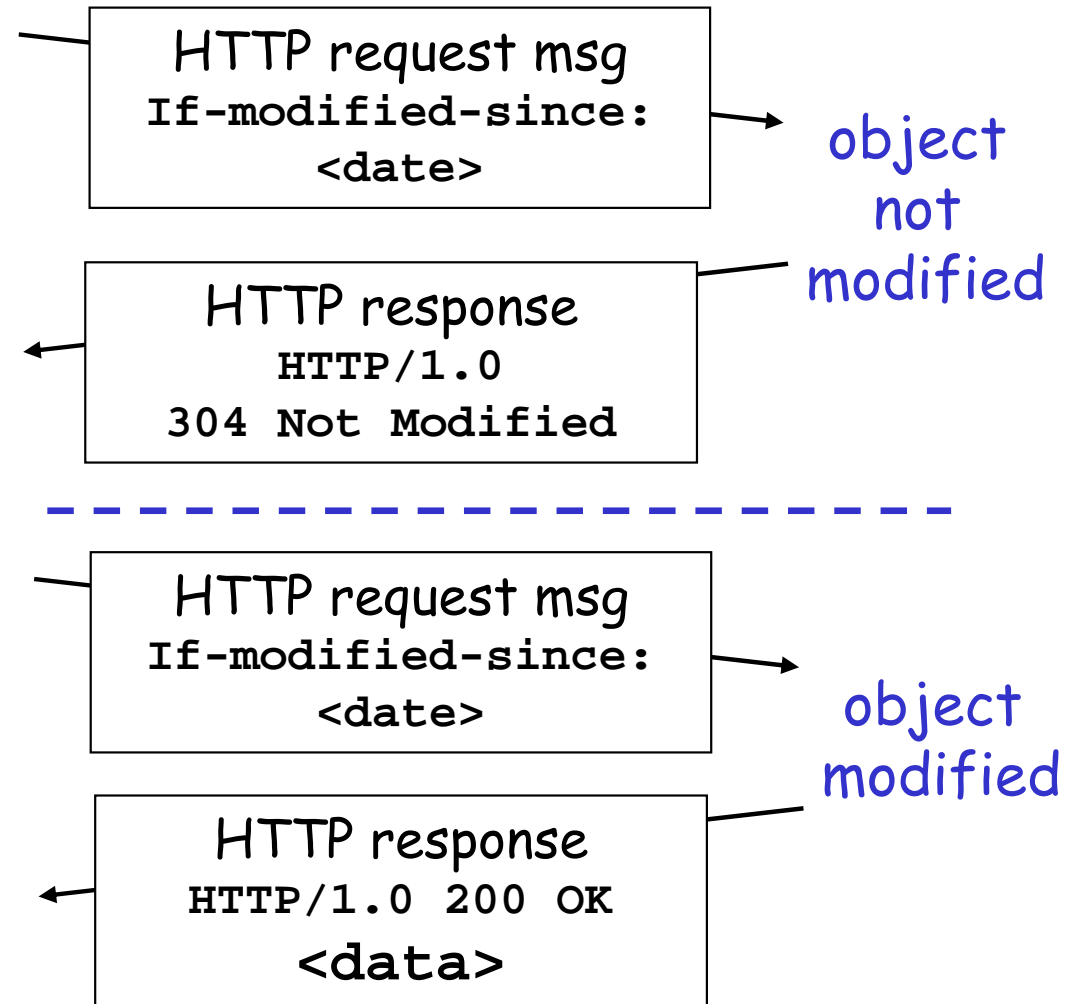 HTTP request msg
If-modified-since:
<date>
object
not
modified
HTTP response
HTTP/1.0
304 Not Modified
HTTP request msg
If-modified-since:
<date>
object
modified
HTTP response
HTTP/1.0 200 OK
<data>